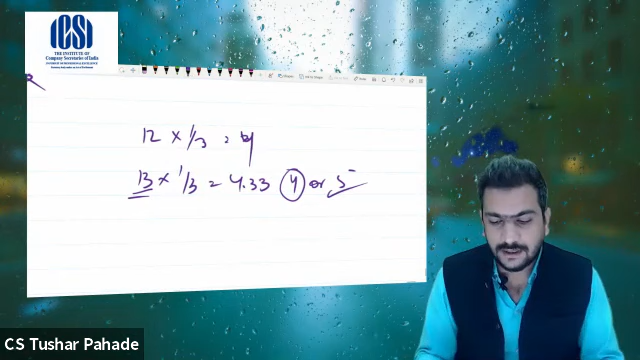 ICSI
THE INSTITUTE OF
Company Secretaries of India
12 × 1/3 = 4
13 × 1/3 = 4.33 4 or 5
CS Tushar Pahade